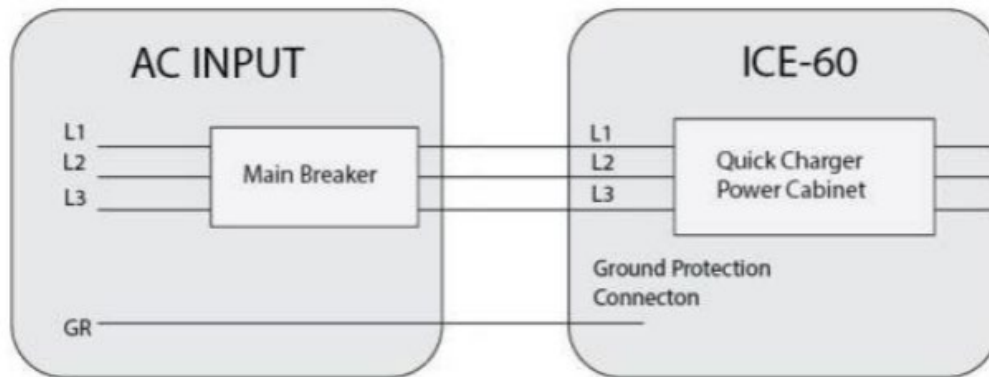 AC INPUT
L1
L2
L3
Main Breaker
GR
ICE-60
L1
L2
L3
Quick Charger
Power Cabinet
Ground Protection
Connecton